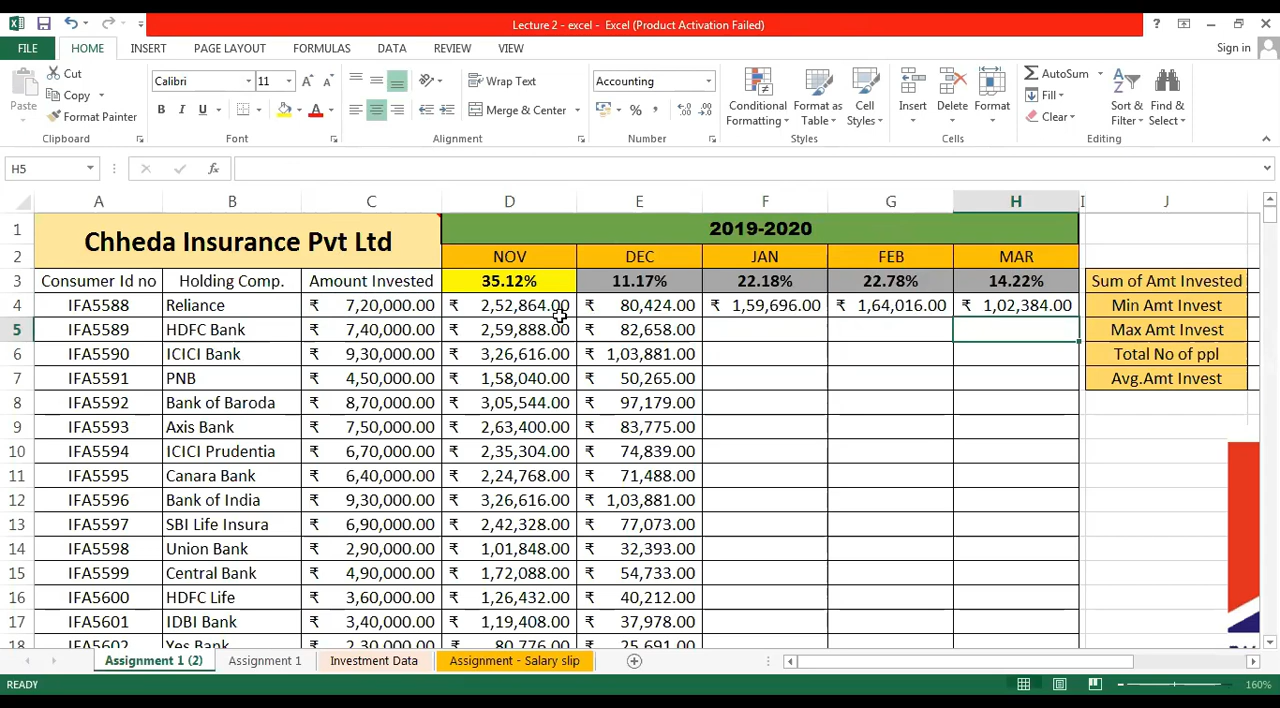 Lecture 2 - excel - Excel (Product Activation Failed)
FILE HOME INSERT PAGE LAYOUT FORMULAS DATA REVIEW VIEW Sign in
Paste Cut Copy Format Painter Clipboard
Calibri 11 B I U Font
Wrap Text Merge & Center Alignment
Accounting % Number
Conditional Formatting Format as Table Cell Styles Styles
Insert Delete Format Cells
AutoSum Fill Clear Sort & Filter Find & Select Editing
H5 fx
A B C D E F G H I J
1 Chheda Insurance Pvt Ltd 2019-2020
2 NOV DEC JAN FEB MAR
3 Consumer Id no Holding Comp. Amount Invested 35.12% 11.17% 22.18% 22.78% 14.22% Sum of Amt Invested
4 IFA5588 Reliance ₹ 7,20,000.00 ₹ 2,52,864.00 ₹ 80,424.00 ₹ 1,59,696.00 ₹ 1,64,016.00 ₹ 1,02,384.00 Min Amt Invest
5 IFA5589 HDFC Bank ₹ 7,40,000.00 ₹ 2,59,888.00 ₹ 82,658.00 Max Amt Invest
6 IFA5590 ICICI Bank ₹ 9,30,000.00 ₹ 3,26,616.00 ₹ 1,03,881.00 Total No of ppl
7 IFA5591 PNB ₹ 4,50,000.00 ₹ 1,58,040.00 ₹ 50,265.00 Avg.Amt Invest
8 IFA5592 Bank of Baroda ₹ 8,70,000.00 ₹ 3,05,544.00 ₹ 97,179.00
9 IFA5593 Axis Bank ₹ 7,50,000.00 ₹ 2,63,400.00 ₹ 83,775.00
10 IFA5594 ICICI Prudentia ₹ 6,70,000.00 ₹ 2,35,304.00 ₹ 74,839.00
11 IFA5595 Canara Bank ₹ 6,40,000.00 ₹ 2,24,768.00 ₹ 71,488.00
12 IFA5596 Bank of India ₹ 9,30,000.00 ₹ 3,26,616.00 ₹ 1,03,881.00
13 IFA5597 SBI Life Insura ₹ 6,90,000.00 ₹ 2,42,328.00 ₹ 77,073.00
14 IFA5598 Union Bank ₹ 2,90,000.00 ₹ 1,01,848.00 ₹ 32,393.00
15 IFA5599 Central Bank ₹ 4,90,000.00 ₹ 1,72,088.00 ₹ 54,733.00
16 IFA5600 HDFC Life ₹ 3,60,000.00 ₹ 1,26,432.00 ₹ 40,212.00
17 IFA5601 IDBI Bank ₹ 3,40,000.00 ₹ 1,19,408.00 ₹ 37,978.00
18 IFA5602 Yes Bank ₹ 2,30,000.00 ₹ 80,776.00 ₹ 25,691.00
Assignment 1 (2) Assignment 1 Investment Data Assignment - Salary slip
READY 160%